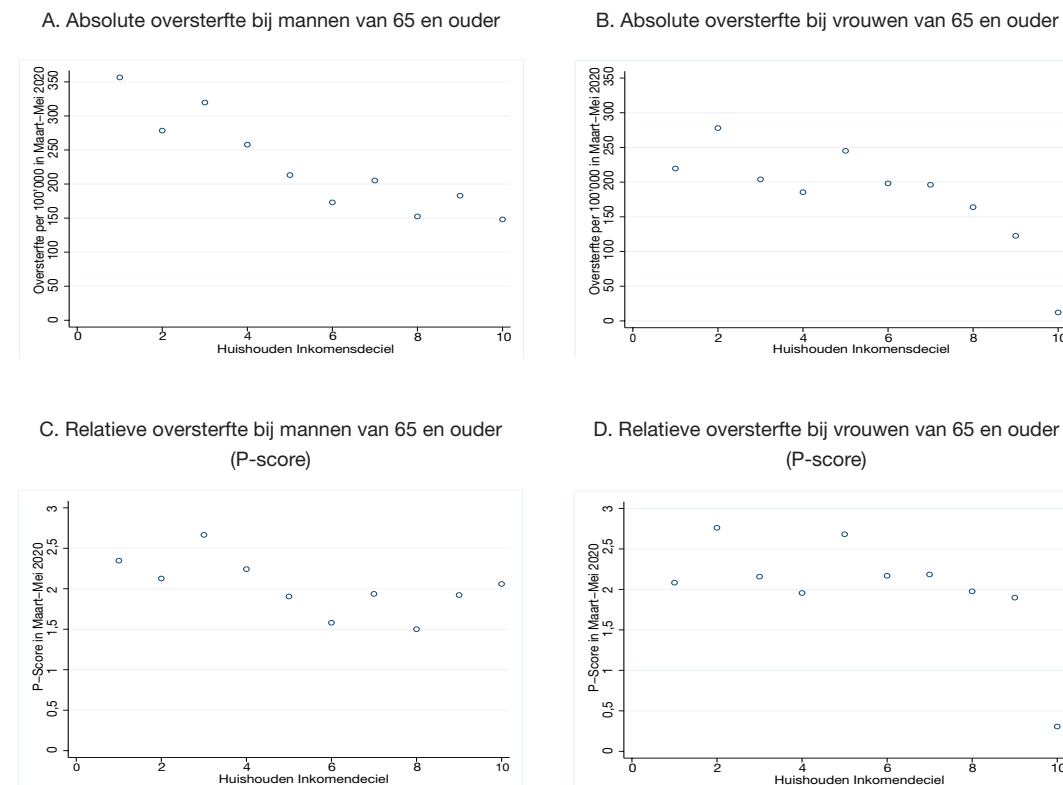 A. Absolute oversterfte bij mannen van 65 en ouder
Oversterfte per 100'000 in Maart–Mei 2020
350
300
250
200
150
100
50
0
0 2 4 6 8 10
Huishouden Inkomensdeciel
B. Absolute oversterfte bij vrouwen van 65 en ouder
Oversterfte per 100'000 in Maart–Mei 2020
350
300
250
200
150
100
50
0
0 2 4 6 8 10
Huishouden Inkomensdeciel
C. Relatieve oversterfte bij mannen van 65 en ouder
(P-score)
P–Score in Maart–Mei 2020
3
2,5
2
1,5
1
0,5
0
0 2 4 6 8 10
Huishouden Inkomendeciel
D. Relatieve oversterfte bij vrouwen van 65 en ouder
(P-score)
P–Score in Maart–Mei 2020
3
2,5
2
1,5
1
0,5
0
0 2 4 6 8 10
Huishouden Inkomendeciel